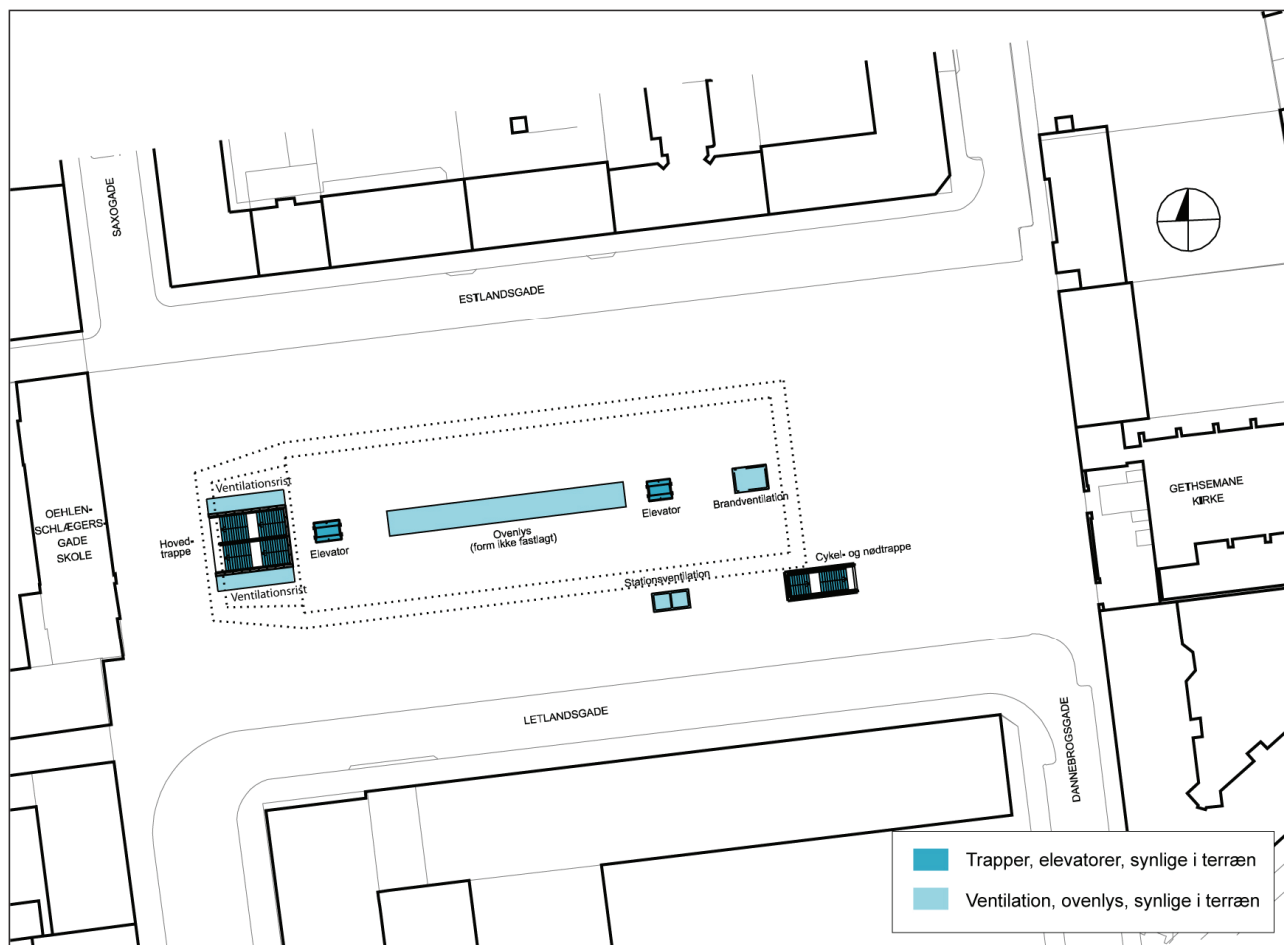 SAXOGADE
ESTLANDSGADE
OEHLEN-
SCHLÆGERS-
GADE
SKOLE
GETHSEMANE
KIRKE
Ventilationsrist
Hoved-
trappe
Elevator
Ovenlys
(form ikke fastlagt)
Elevator
Brandventilation
Cykel- og nødtrappe
Stationsventilation
Ventilationsrist
LETLANDSGADE
DANNEBROGSGADE
Trapper, elevatorer, synlige i terræn
Ventilation, ovenlys, synlige i terræn